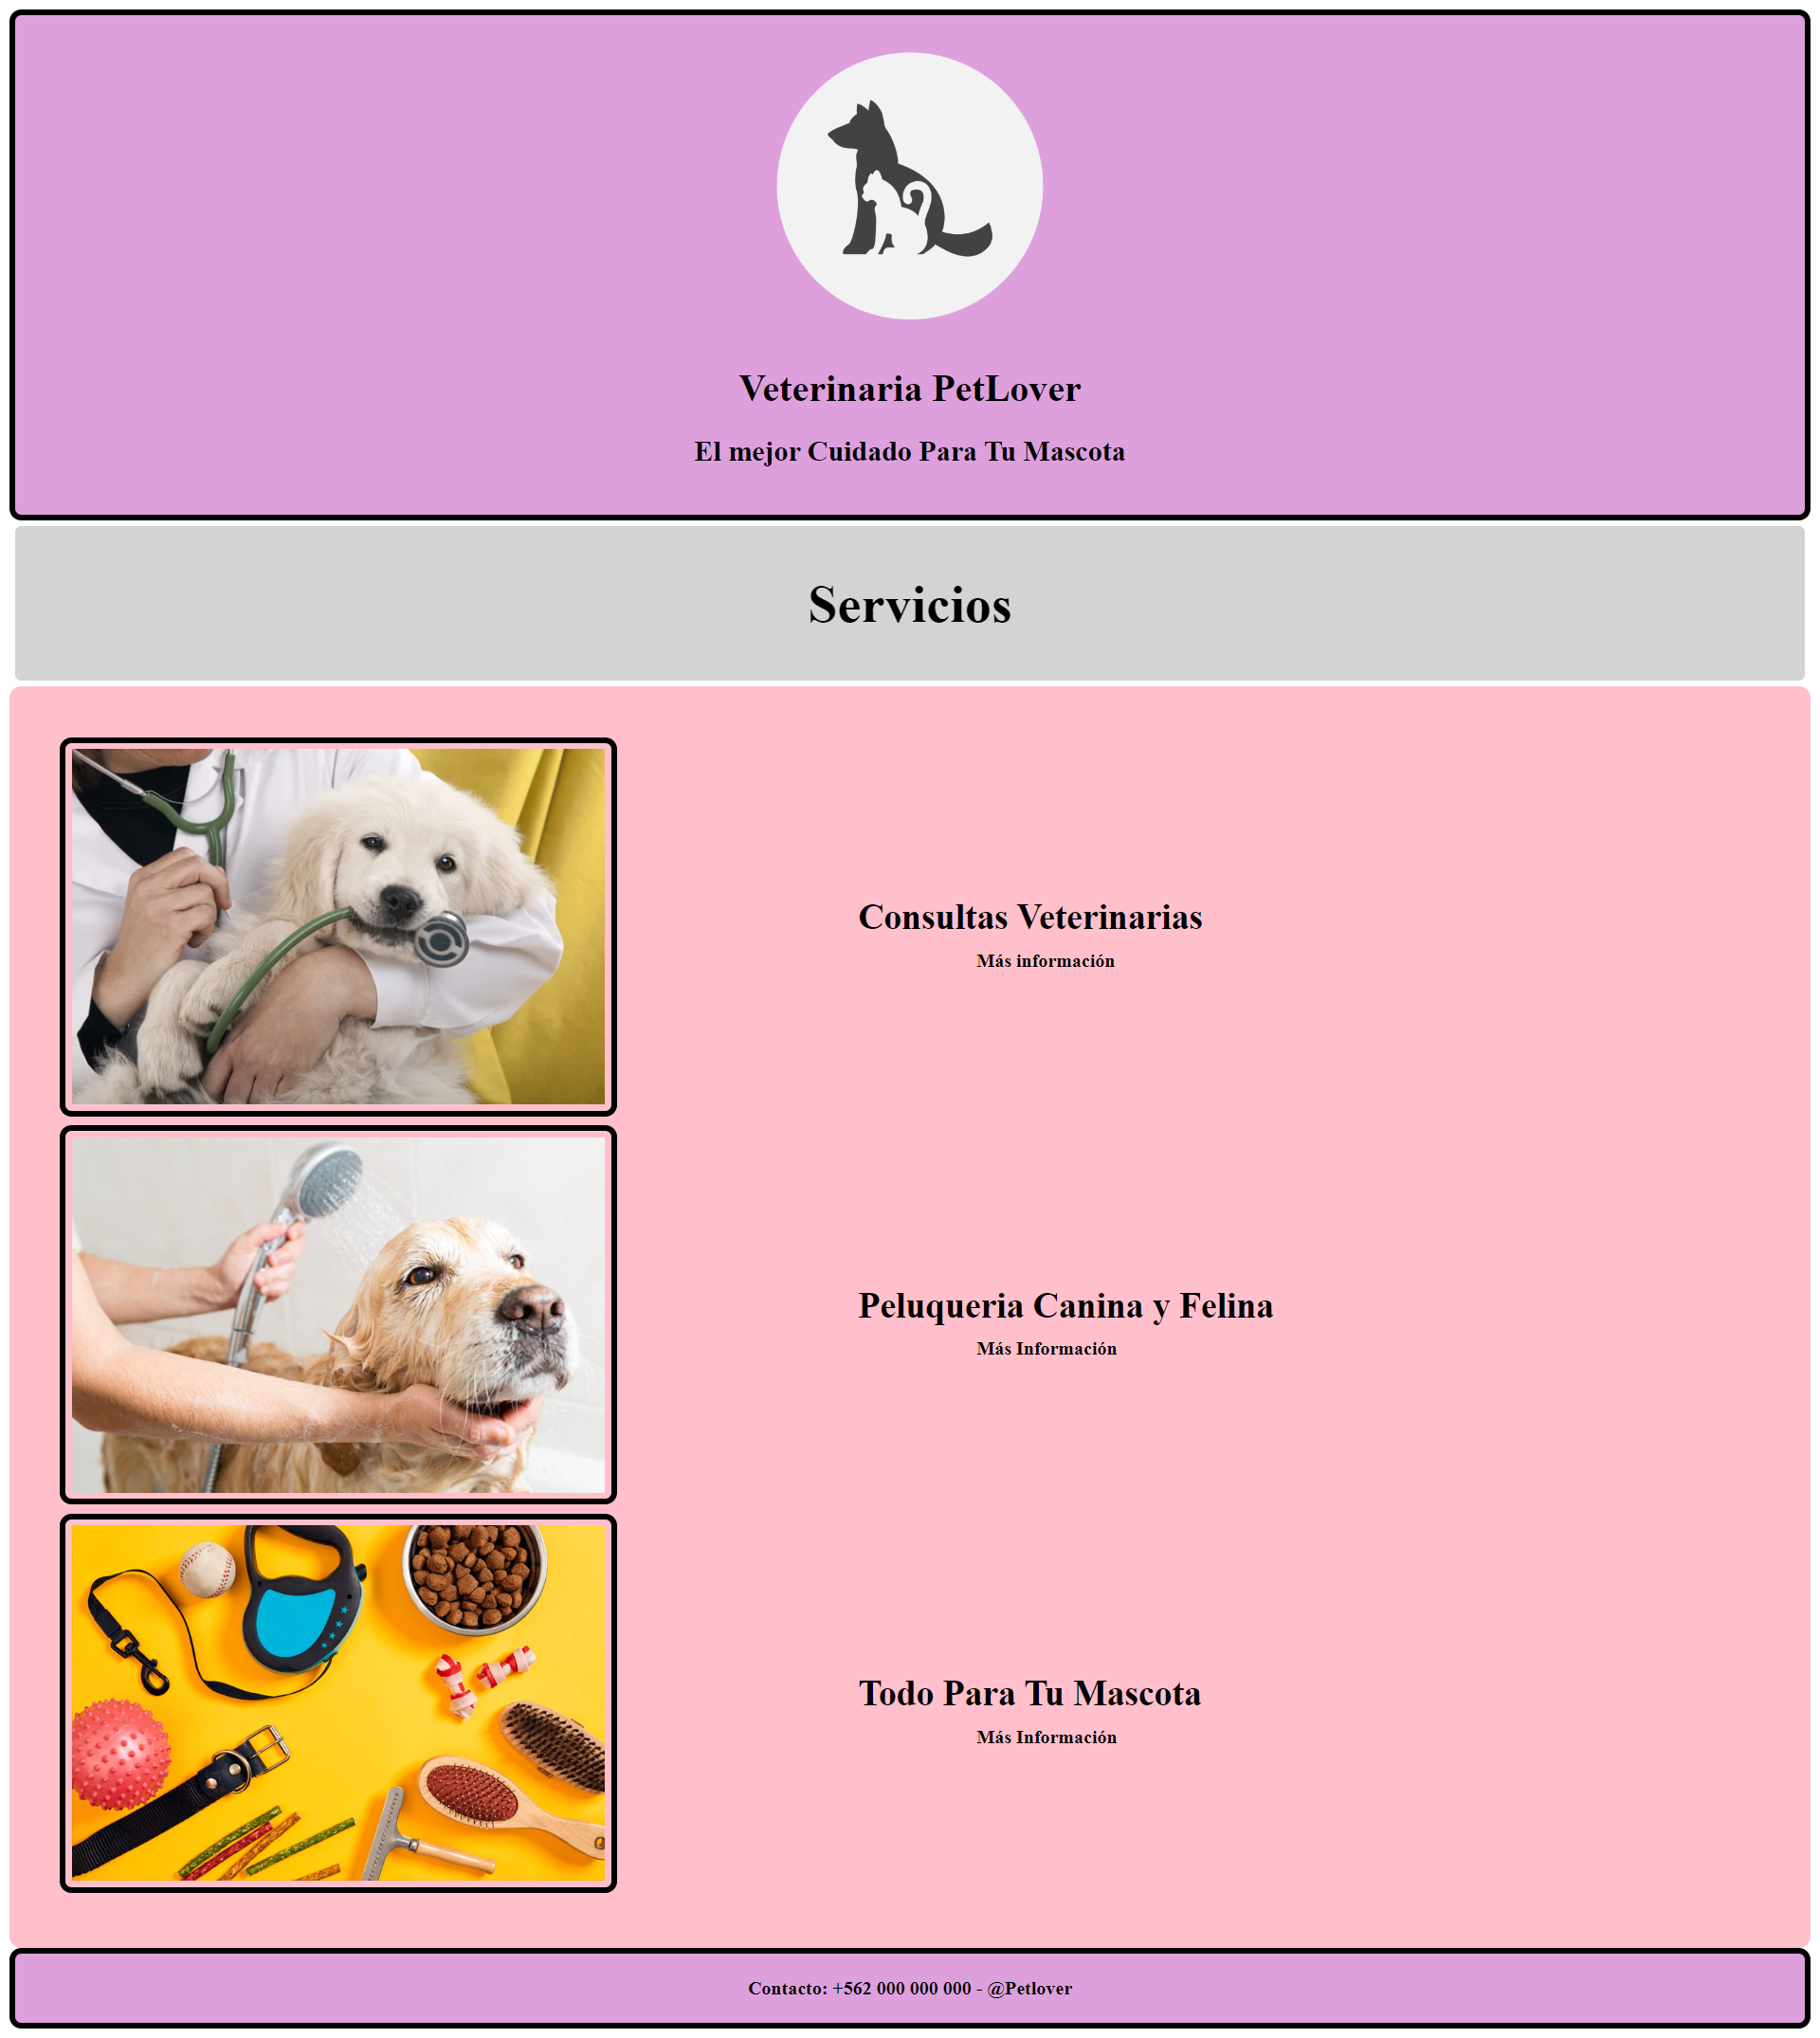 Veterinaria PetLover
El mejor Cuidado Para Tu Mascota
Servicios
Consultas Veterinarias
Más información
Peluqueria Canina y Felina
Más Información
Todo Para Tu Mascota
Más Información
Contacto: +562 000 000 000 - @Petlover